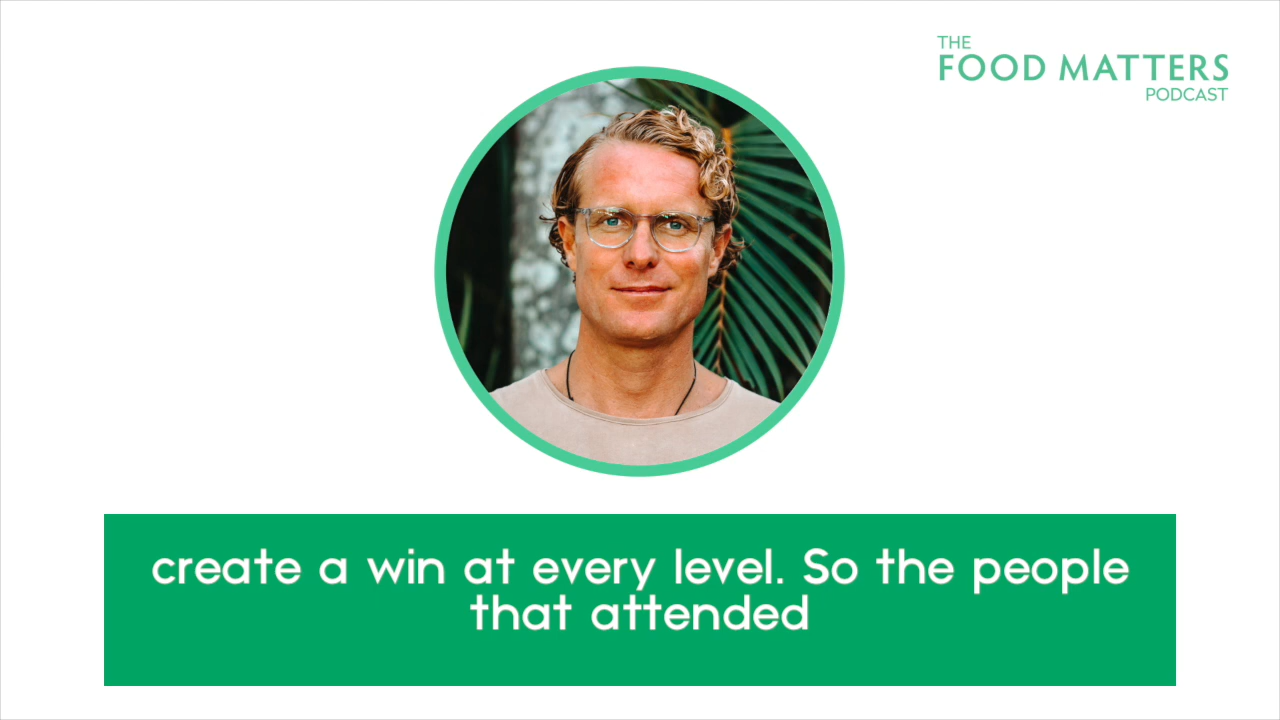 THE
FOOD MATTERS
PODCAST
create a win at every level. So the people
that attended